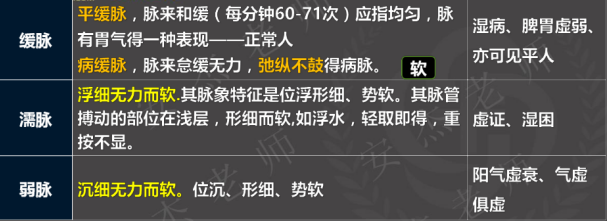 缓脉
平缓脉，脉来和缓（每分钟60-71次）应指均匀，脉
有胃气得一种表现——正常人
病缓脉，脉来怠缓无力，弛纵不鼓得病脉。
软
湿病、脾胃虚弱、
亦可见平人
濡脉
浮细无力而软.其脉象特征是位浮形细、势软。其脉管
搏动的部位在浅层，形细而软,如浮水，轻取即得，重
按不显。
虚证、湿困
弱脉
沉细无力而软。位沉、形细、势软
阳气虚衰、气虚
俱虚